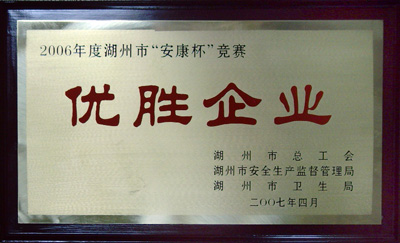 2006年度湖州市“安康杯”竞赛
优胜企业
湖州市总工会
湖州市安全生产监督管理局
湖州市卫生局
二〇〇七年四月